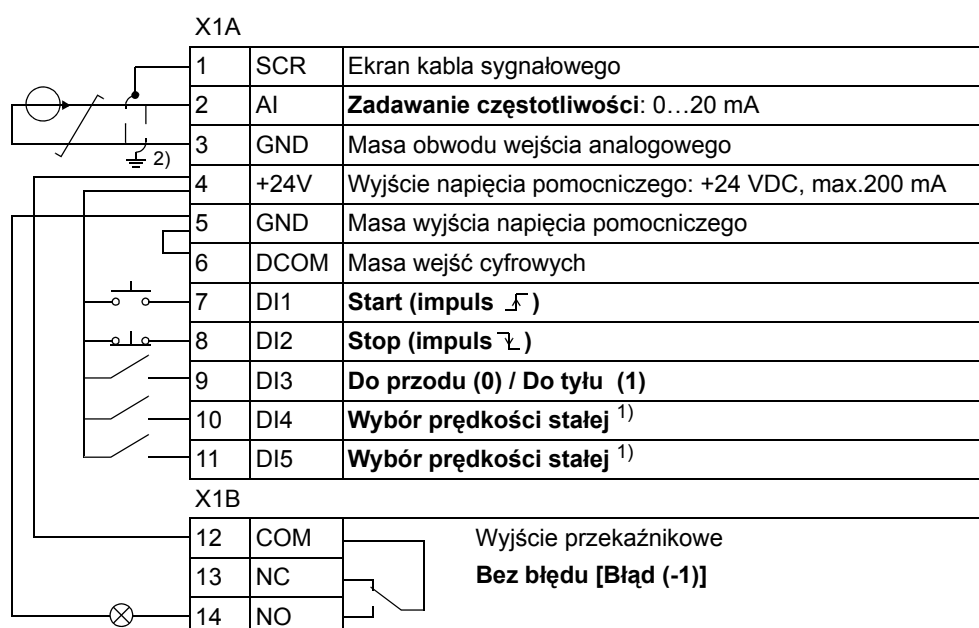 X1A
1 SCR Ekran kabla sygnałowego
2 AI Zadawanie częstotliwości: 0…20 mA
3 GND Masa obwodu wejścia analogowego
2)
4 +24V Wyjście napięcia pomocniczego: +24 VDC, max.200 mA
5 GND Masa wyjścia napięcia pomocniczego
6 DCOM Masa wejść cyfrowych
7 DI1 Start (impuls )
8 DI2 Stop (impuls )
9 DI3 Do przodu (0) / Do tyłu (1)
10 DI4 Wybór prędkości stałej 1)
11 DI5 Wybór prędkości stałej 1)
X1B
12 COM Wyjście przekaźnikowe
13 NC Bez błędu [Błąd (-1)]
14 NO